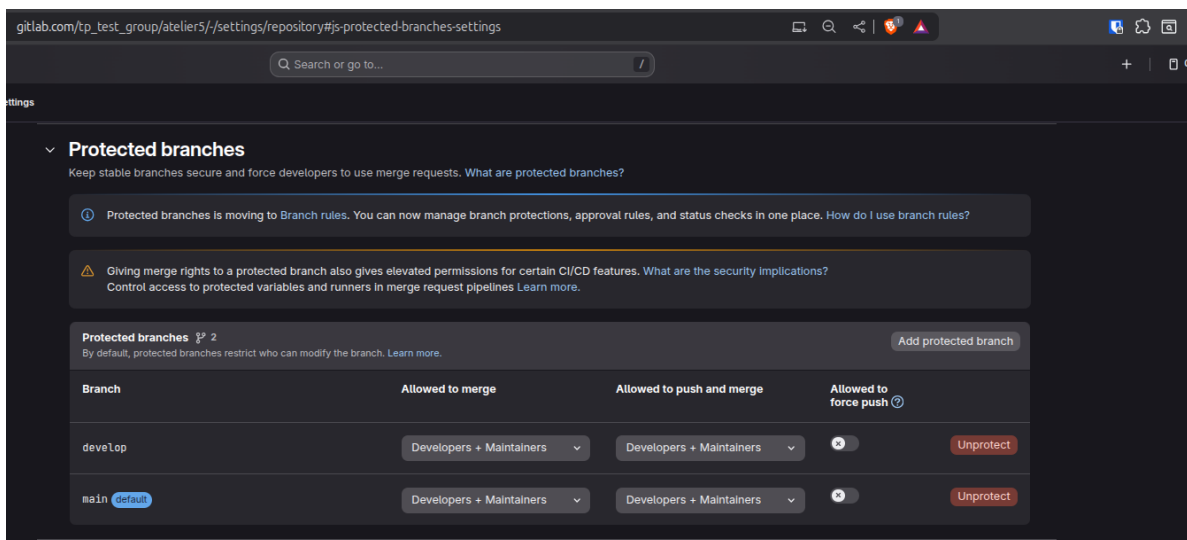 gitlab.com/tp_test_group/atelier5/-/settings/repository#js-protected-branches-settings
1
Search or go to...
/
ettings
Protected branches
Keep stable branches secure and force developers to use merge requests. What are protected branches?
Protected branches is moving to Branch rules. You can now manage branch protections, approval rules, and status checks in one place. How do I use branch rules?
Giving merge rights to a protected branch also gives elevated permissions for certain CI/CD features. What are the security implications?
Control access to protected variables and runners in merge request pipelines Learn more.
Protected branches 2
By default, protected branches restrict who can modify the branch. Learn more.
Add protected branch
Branch Allowed to merge Allowed to push and merge Allowed to
force push
develop Developers + Maintainers Developers + Maintainers Unprotect
main default Developers + Maintainers Developers + Maintainers Unprotect